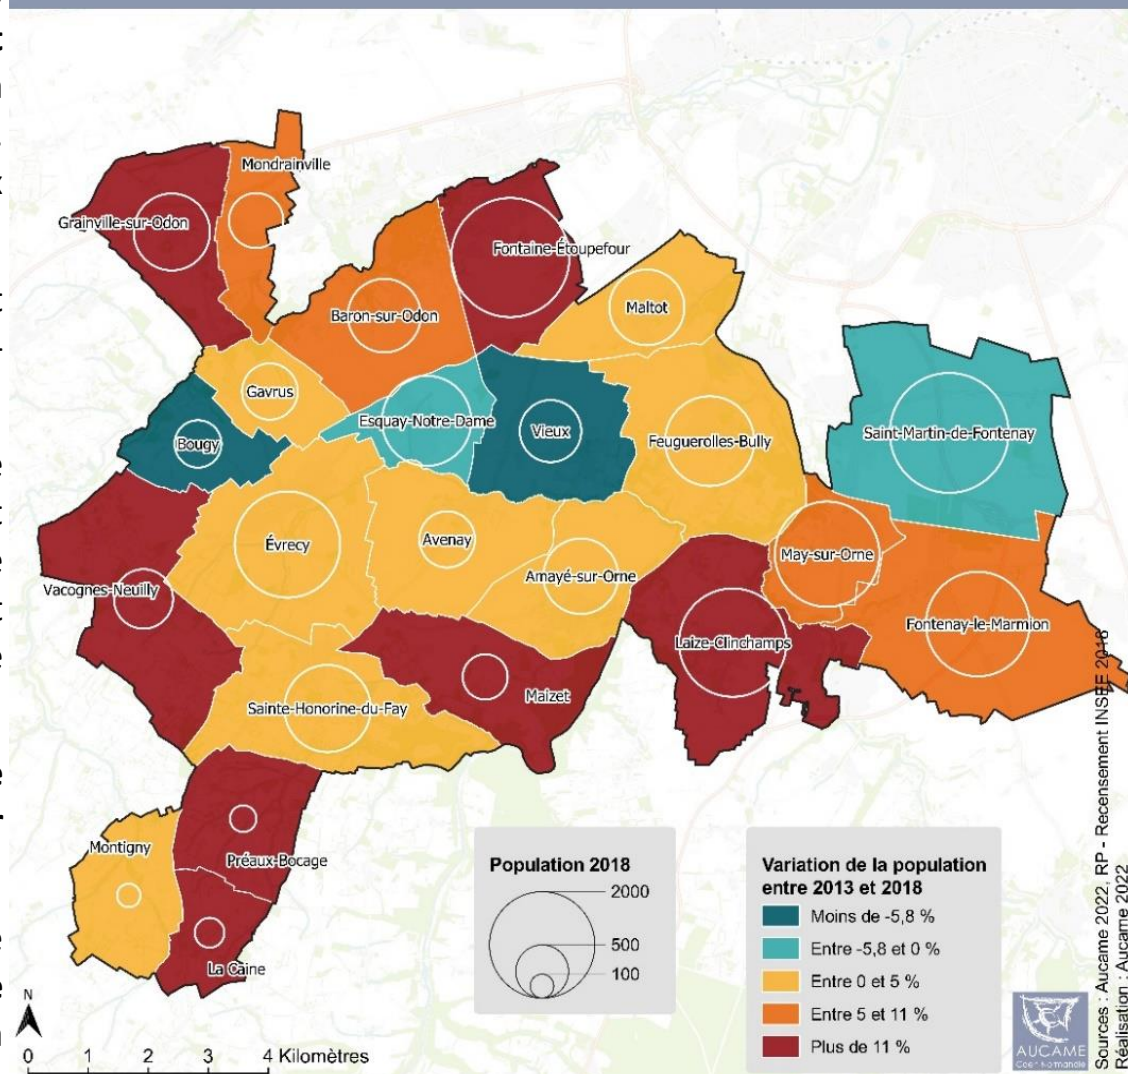 Mondrainville
Grainville-sur-Odon
Fontaine-Étoupefour
Baron-sur-Odon
Maltot
Gavrus
Esquay-Notre-Dame
Vieux
Bougy
Feuguerolles-Bully
Saint-Martin-de-Fontenay
Évrecy
Avenay
May-sur-Orne
Amayé-sur-Orne
Vacognes-Neuilly
Laize-Clinchamps
Fontenay-le-Marmion
Maizet
Sainte-Honorine-du-Fay
Montigny
Préaux-Bocage
La Caine
Population 2018
2000
500
100
Variation de la population
entre 2013 et 2018
Moins de -5,8 %
Entre -5,8 et 0 %
Entre 0 et 5 %
Entre 5 et 11 %
Plus de 11 %
N
0 1 2 3 4 Kilomètres
AUCAME
Caen Normandie
Sources : Aucame 2022, RP - Recensement INSEE 2018
Réalisation : Aucame 2022